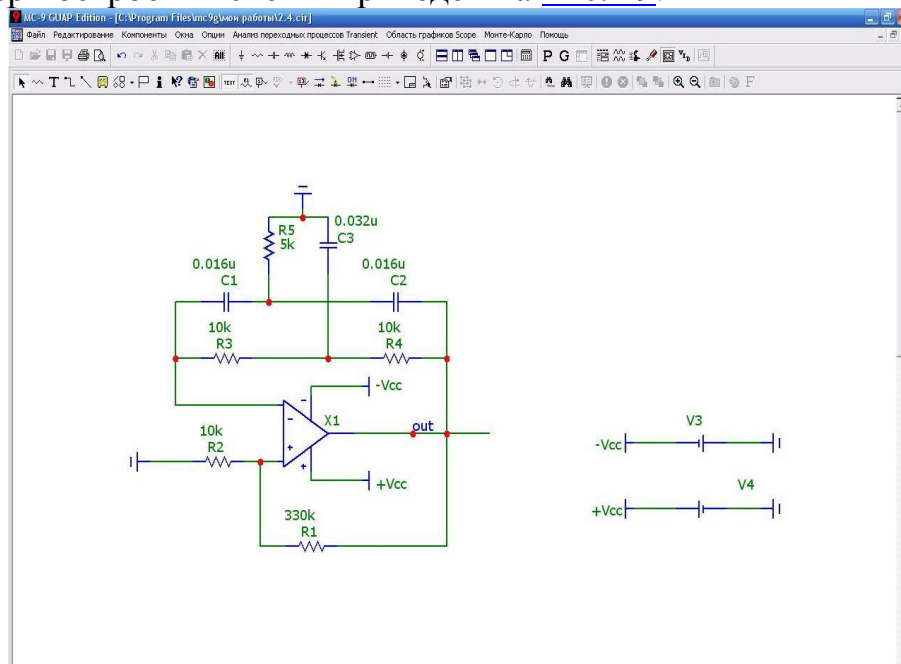 MC-9 GUAP Edition - [C:\Program Files\mc9g\мои работы\2.4.cir]
Файл Редактирование Компоненты Окна Опции Анализ переходных процессов Transient Область графиков Scope Монте-Карло Помощь
P G
T TEXT ON F
0.032u
R5
5k
C3
0.016u
C1
0.016u
C2
10k
R3
10k
R4
-Vcc
X1
out
10k
R2
+Vcc
330k
R1
V3
-Vcc
V4
+Vcc